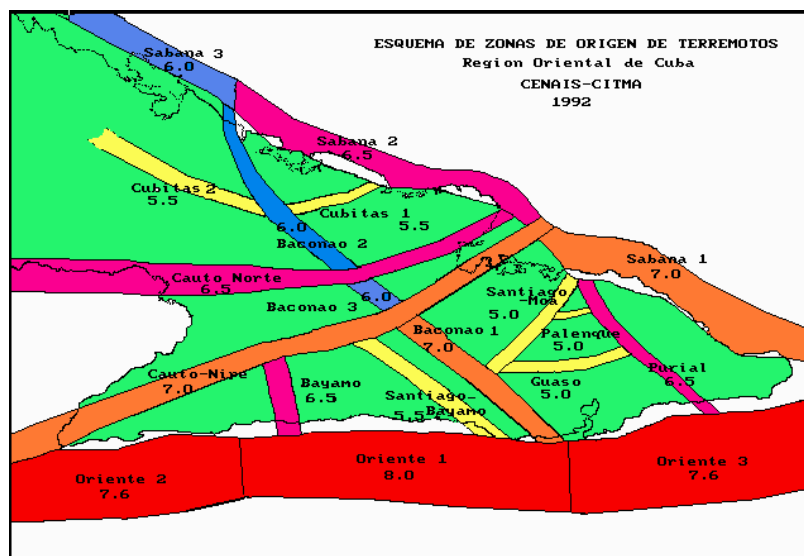 ESQUEMA DE ZONAS DE ORIGEN DE TERREMOTOS
Region Oriental de Cuba
CENAIS-CITMA
1992
Sabana 3
6.0
Sabana 2
6.5
Cubitas 2
5.5
Cubitas 1
5.5
6.0
Baconao 2
Sabana 1
7.0
Cauto Norte
6.5
6.0
Baconao 3
Santiago
-Moa
5.0
Baconao 1
7.0
Palenque
5.0
Cauto-Nipe
7.0
Bayamo
6.5
Santiago-
Bayamo
5.5
Guaso
5.0
Purial
6.5
Oriente 2
7.6
Oriente 1
8.0
Oriente 3
7.6